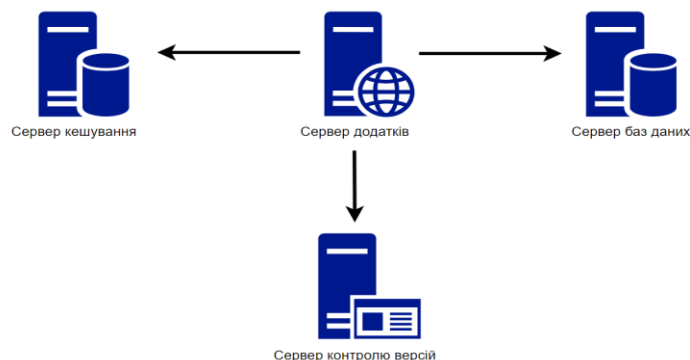 Сервер кешування
Сервер додатків
Сервер баз даних
Сервер контролю версій